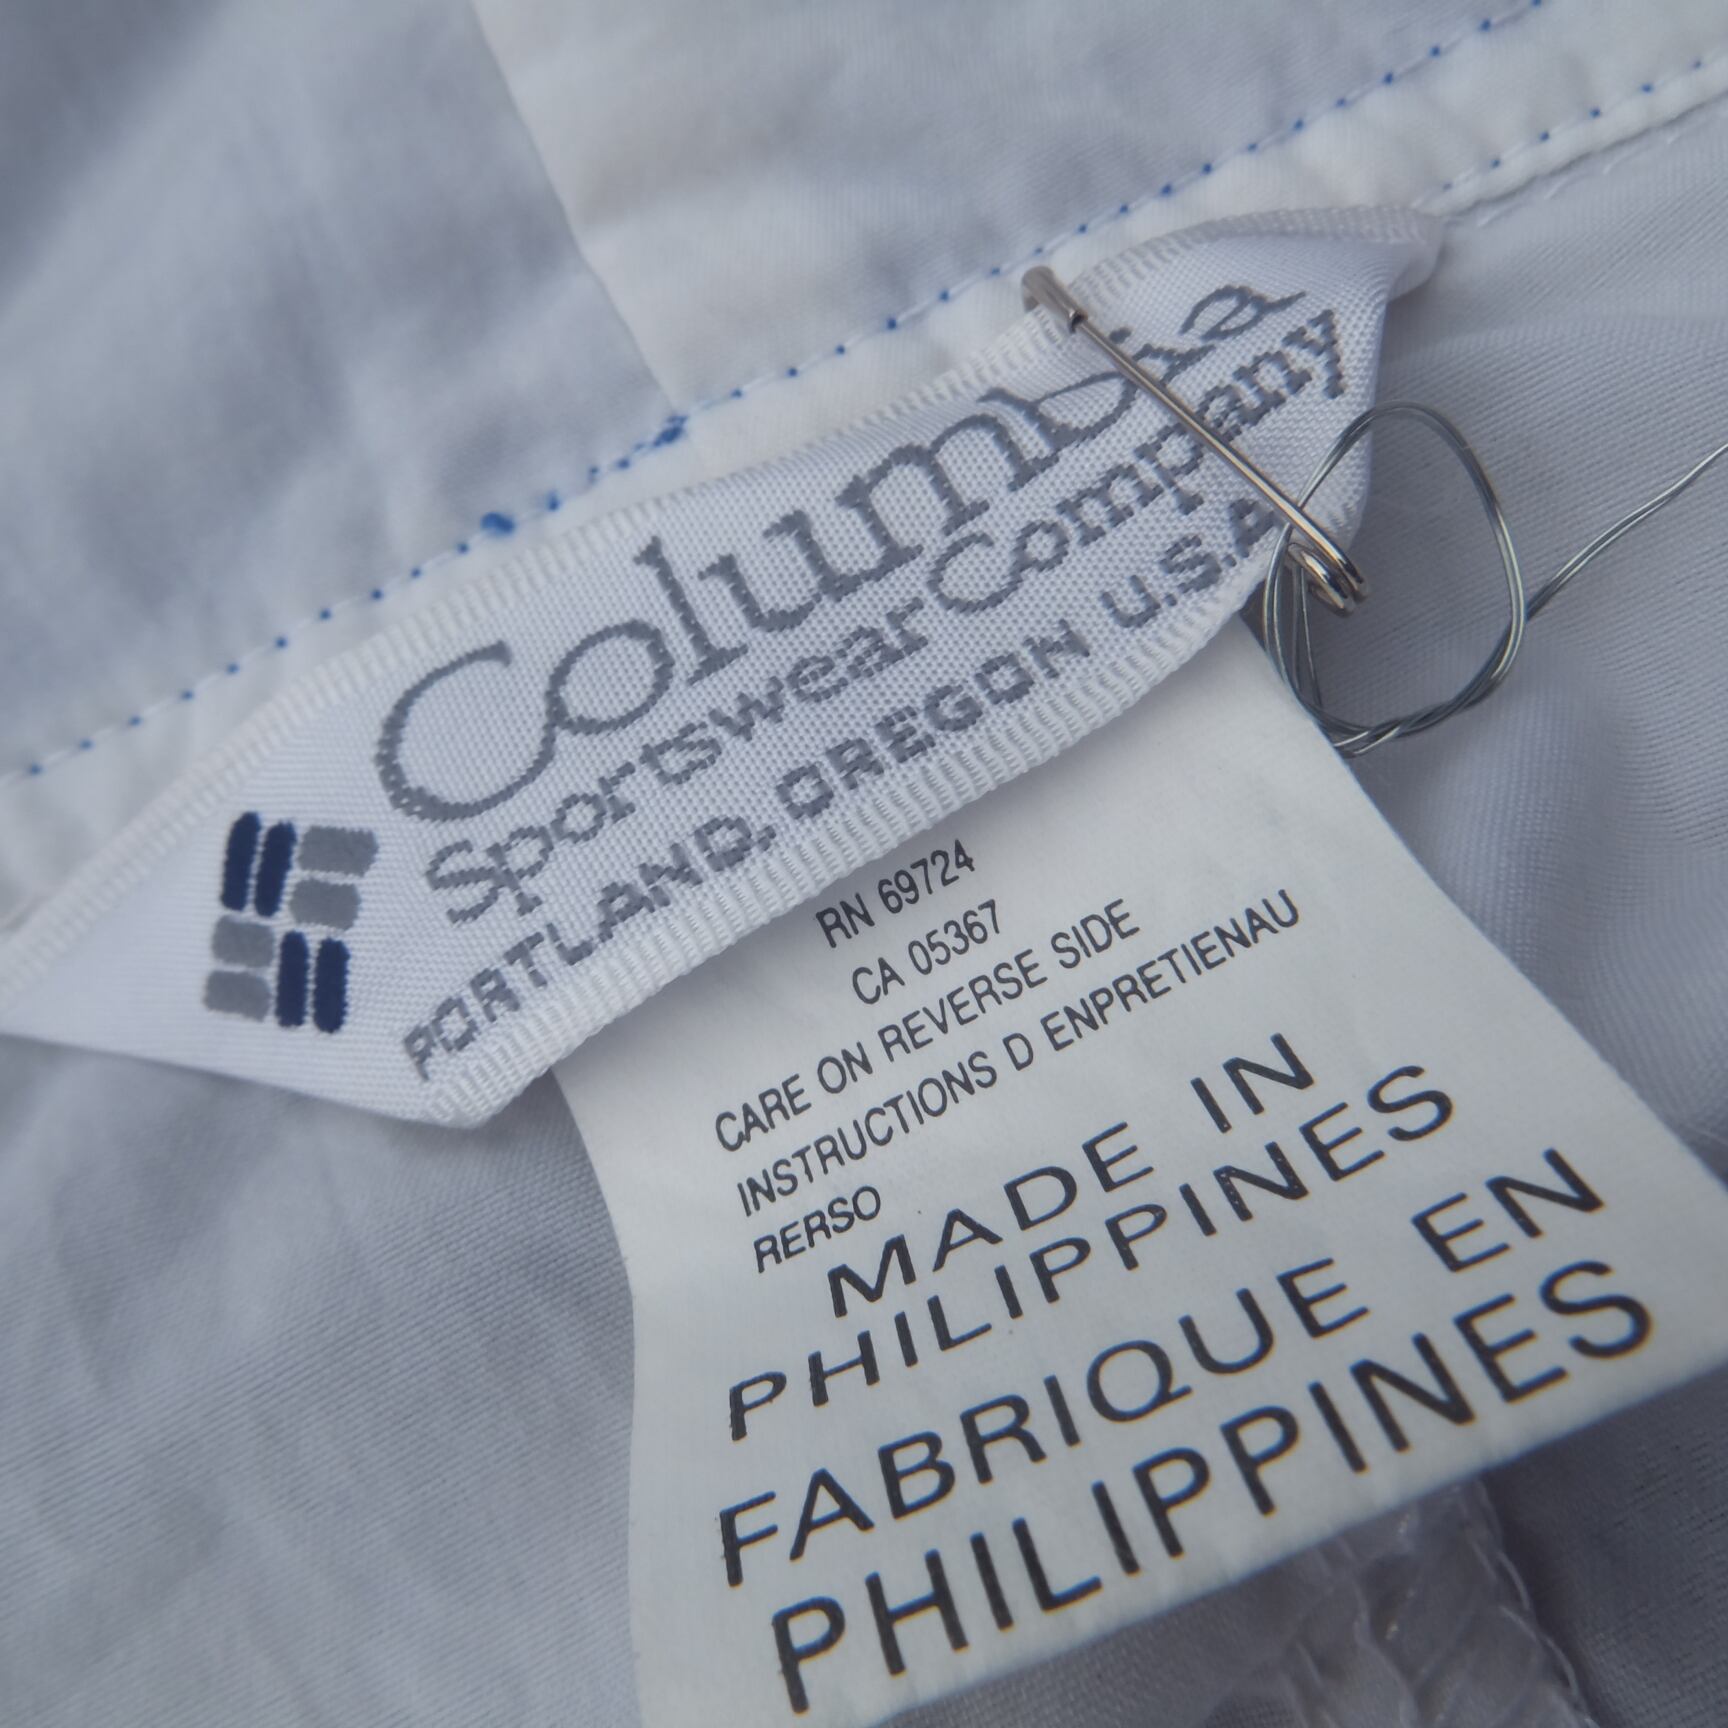 Columbia
Sportswear Company
PORTLAND, OREGON U.S.A
RN 69724
CA 05367
CARE ON REVERSE SIDE
INSTRUCTIONS D ENPRETIENAU
RERSO
MADE IN
PHILIPPINES
FABRIQUE EN
PHILIPPINES